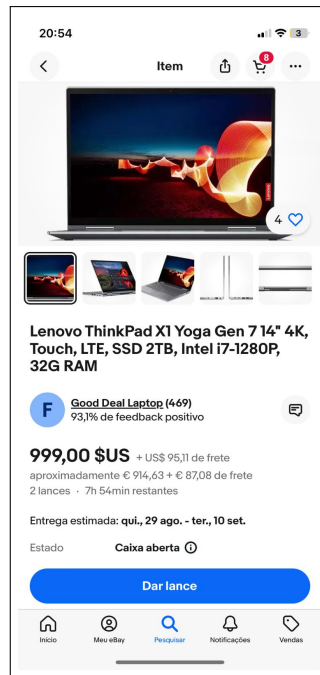 20:54
3
Item
8
4
Lenovo
Lenovo ThinkPad X1 Yoga Gen 7 14" 4K,
Touch, LTE, SSD 2TB, Intel i7-1280P,
32G RAM
F
Good Deal Laptop (469)
93,1% de feedback positivo
999,00 $US + US$ 95,11 de frete
aproximadamente € 914,63 + € 87,08 de frete
2 lances · 7h 54min restantes
Entrega estimada: qui., 29 ago. - ter., 10 set.
Estado Caixa aberta
Dar lance
Início Meu eBay Pesquisar Notificações Vendas